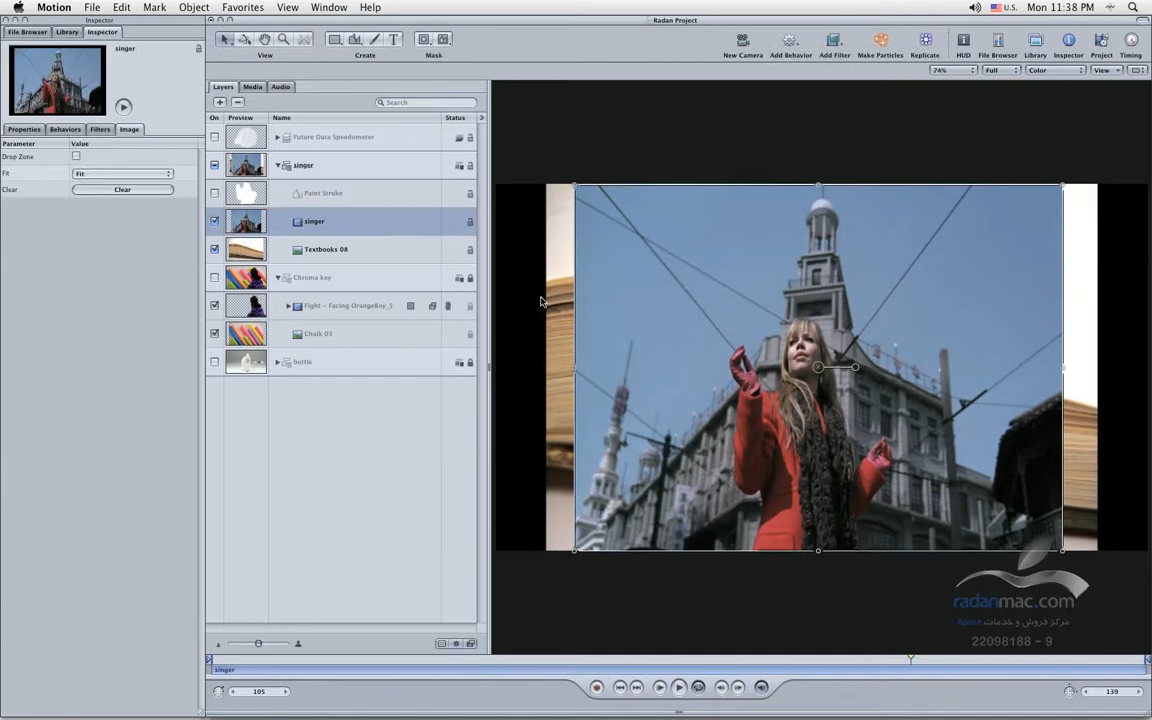 Motion File Edit Mark Object Favorites View Window Help U.S. Mon 11:38 PM
Inspector
Radan Project
File Browser Library Inspector
View Create Mask New Camera Add Behavior Add Filter Make Particles Replicate HUD File Browser Library Inspector Project Timing
singer
74% Full Color View
Layers Media Audio
Search
On Preview Name Status
Properties Behaviors Filters Image
Parameter Value
Drop Zone
Fit Fit
Clear Clear
Future Data Speedometer
singer
Paint Stroke
singer
Textbooks 08
Chroma key
Fight - Facing OrangeBoy_S
Chalk 03
bottle
radanmac.com
مرکز فروش و خدمات Apple
22098188 - 9
singer
105
139